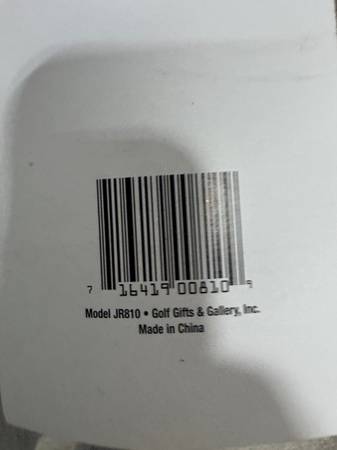 7 16419 00810 9
Model JR810 • Golf Gifts & Gallery, Inc.
Made in China